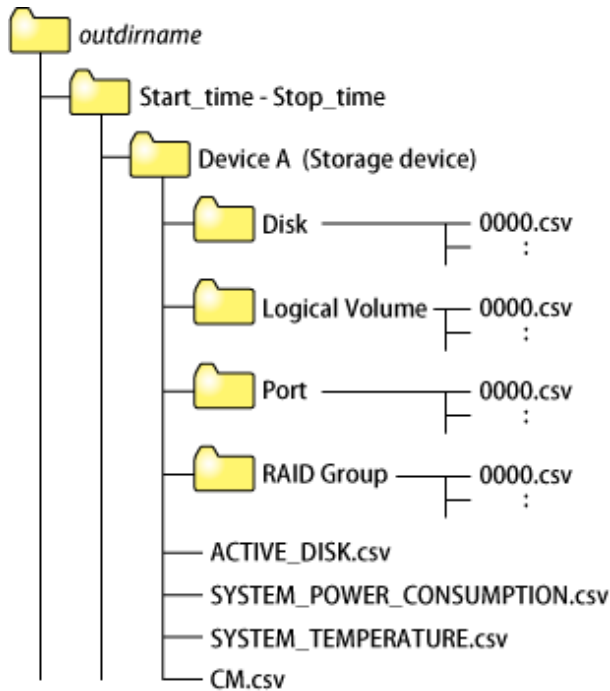 outdirname
Start_time - Stop_time
Device A (Storage device)
Disk 0000.csv
:
Logical Volume 0000.csv
:
Port 0000.csv
:
RAID Group 0000.csv
:
ACTIVE_DISK.csv
SYSTEM_POWER_CONSUMPTION.csv
SYSTEM_TEMPERATURE.csv
CM.csv